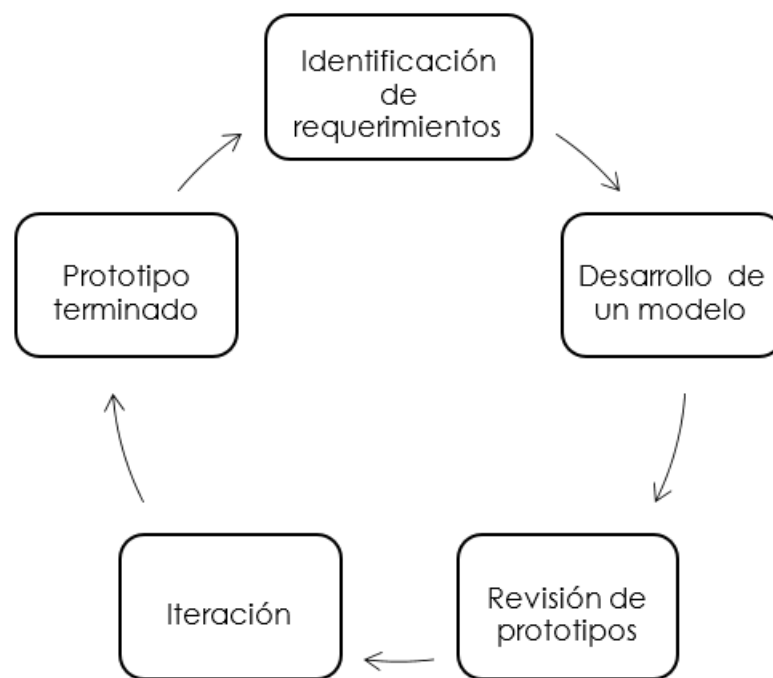 Identificación
de
requerimientos
Desarrollo de
un modelo
Revisión de
prototipos
Iteración
Prototipo
terminado